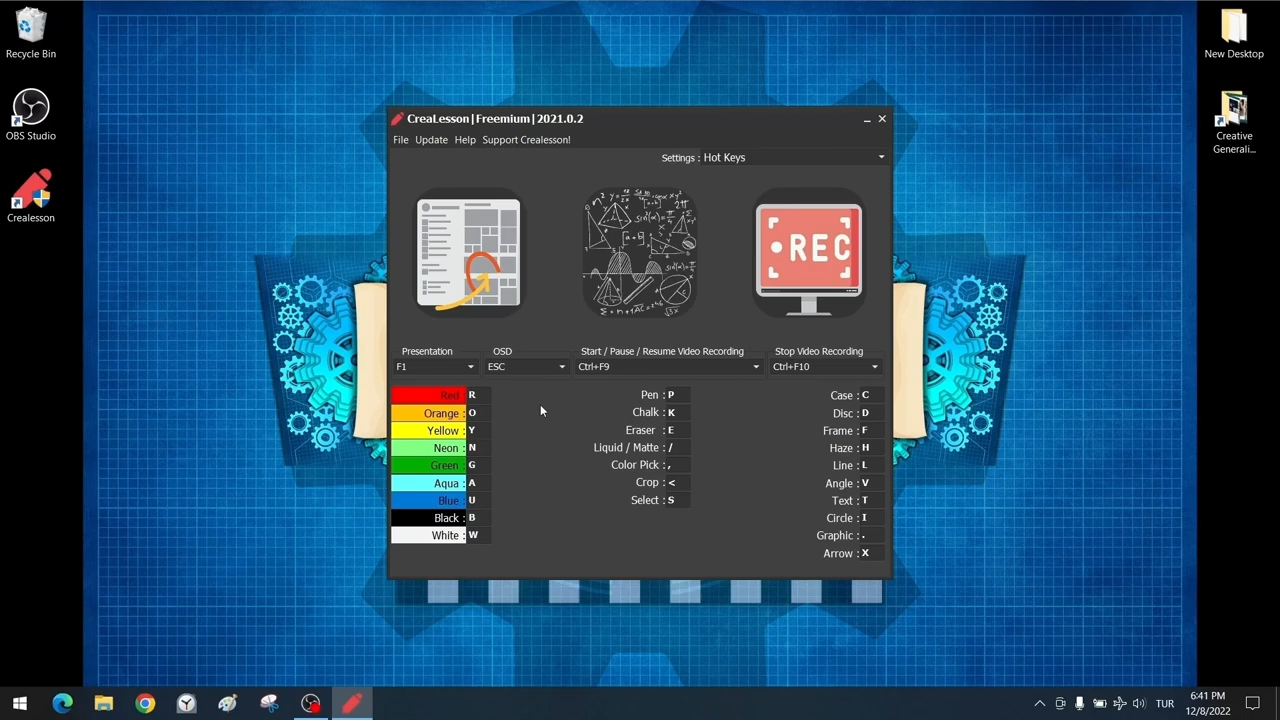 Recycle Bin
OBS Studio
Crealesson
New Desktop
Creative
Generali...
CreaLesson|Freemium|2021.0.2
File Update Help Support Crealesson!
Settings : Hot Keys
REC
Presentation OSD Start / Pause / Resume Video Recording Stop Video Recording
F1 ESC Ctrl+F9 Ctrl+F10
Red : R
Orange : O
Yellow : Y
Neon : N
Green : G
Aqua : A
Blue : U
Black : B
White : W
Pen : P
Chalk : K
Eraser : E
Liquid / Matte : /
Color Pick : ,
Crop : <
Select : S
Case : C
Disc : D
Frame : F
Haze : H
Line : L
Angle : V
Text : T
Circle : I
Graphic : .
Arrow : X
TUR
6:41 PM
12/8/2022